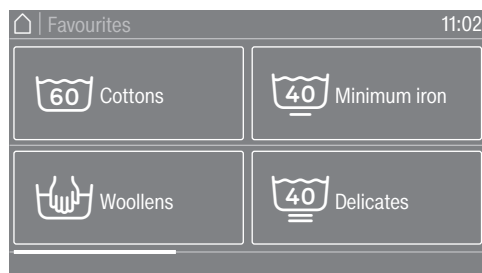 Favourites 11:02
60 Cottons
40 Minimum iron
Woollens
40 Delicates